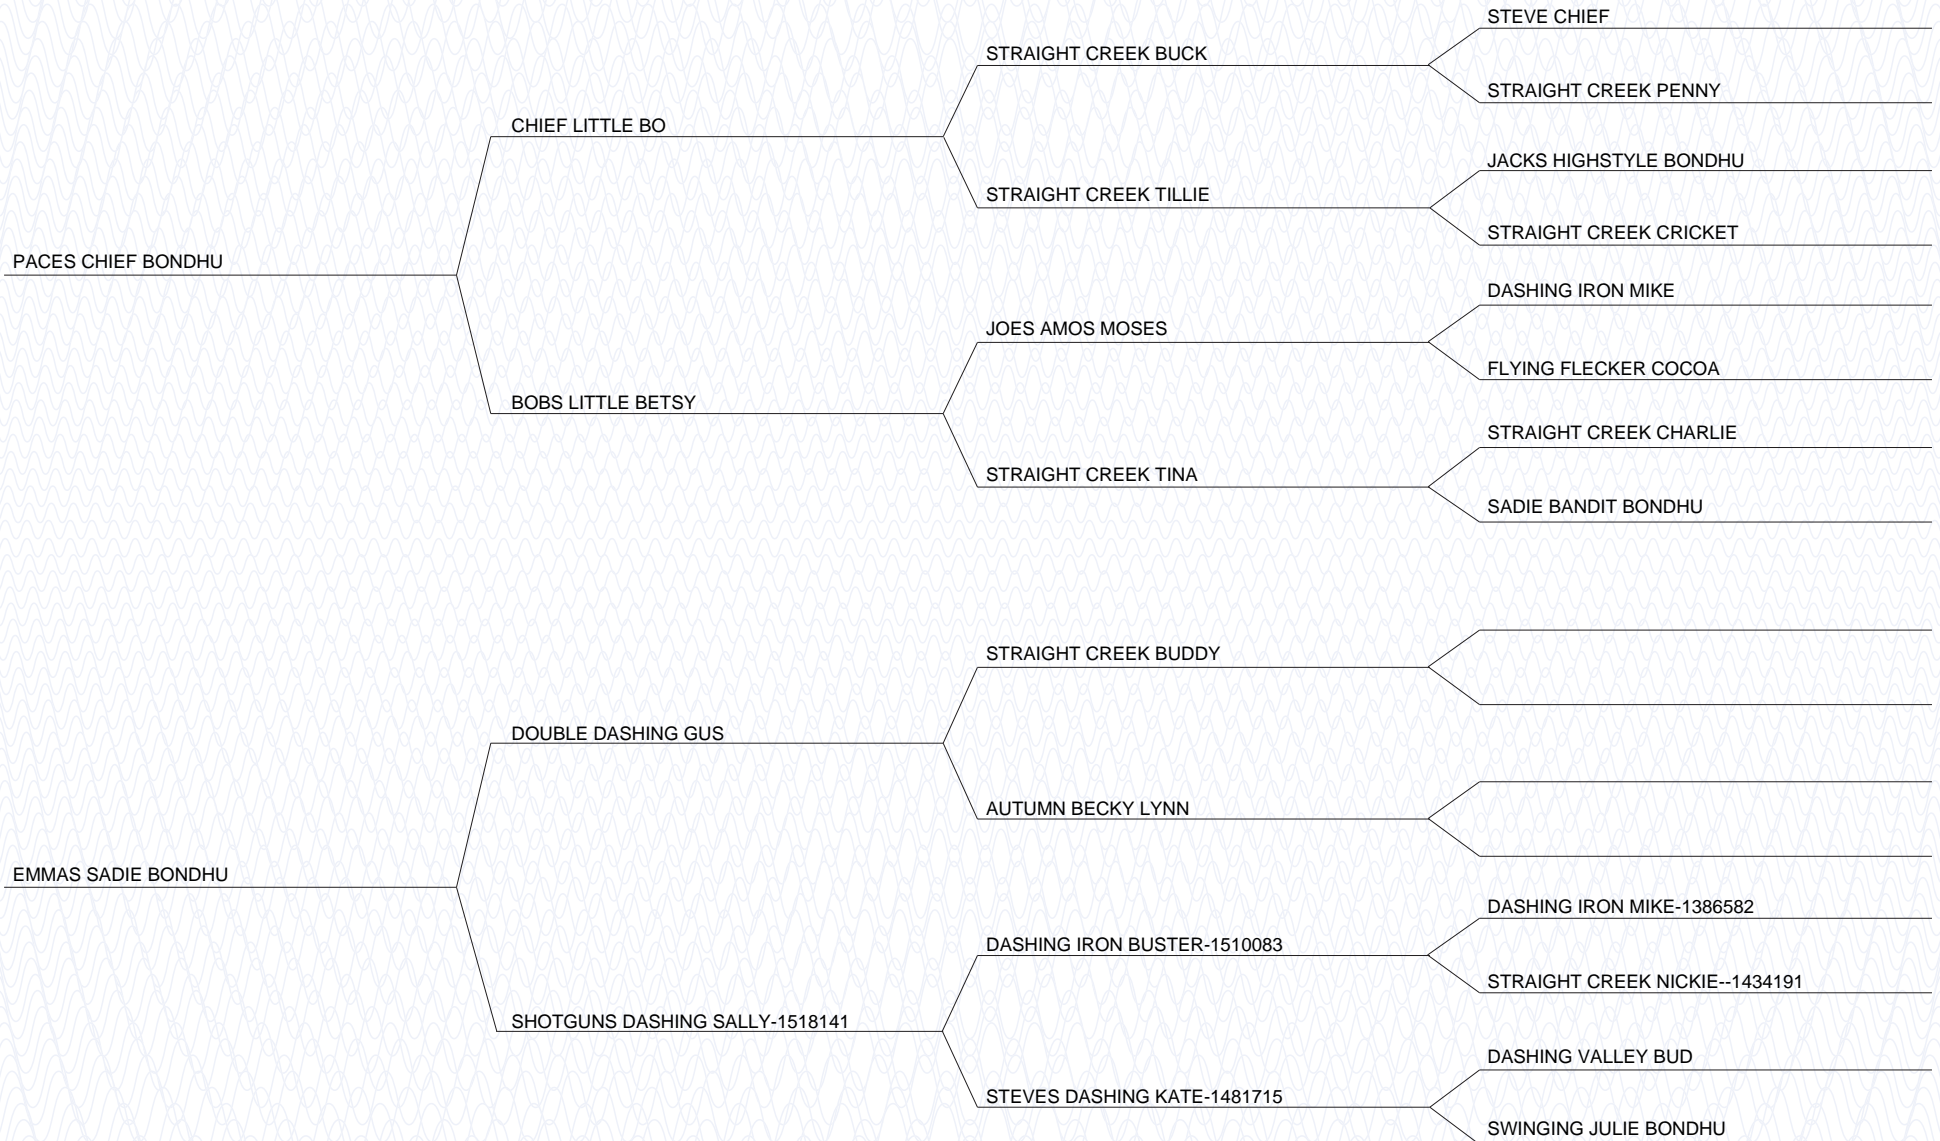 STEVE CHIEF
STRAIGHT CREEK BUCK
STRAIGHT CREEK PENNY
CHIEF LITTLE BO
JACKS HIGHSTYLE BONDHU
STRAIGHT CREEK TILLIE
STRAIGHT CREEK CRICKET
PACES CHIEF BONDHU
DASHING IRON MIKE
JOES AMOS MOSES
FLYING FLECKER COCOA
BOBS LITTLE BETSY
STRAIGHT CREEK CHARLIE
STRAIGHT CREEK TINA
SADIE BANDIT BONDHU
STRAIGHT CREEK BUDDY
DOUBLE DASHING GUS
AUTUMN BECKY LYNN
EMMAS SADIE BONDHU
DASHING IRON MIKE-1386582
DASHING IRON BUSTER-1510083
STRAIGHT CREEK NICKIE--1434191
SHOTGUNS DASHING SALLY-1518141
DASHING VALLEY BUD
STEVES DASHING KATE-1481715
SWINGING JULIE BONDHU